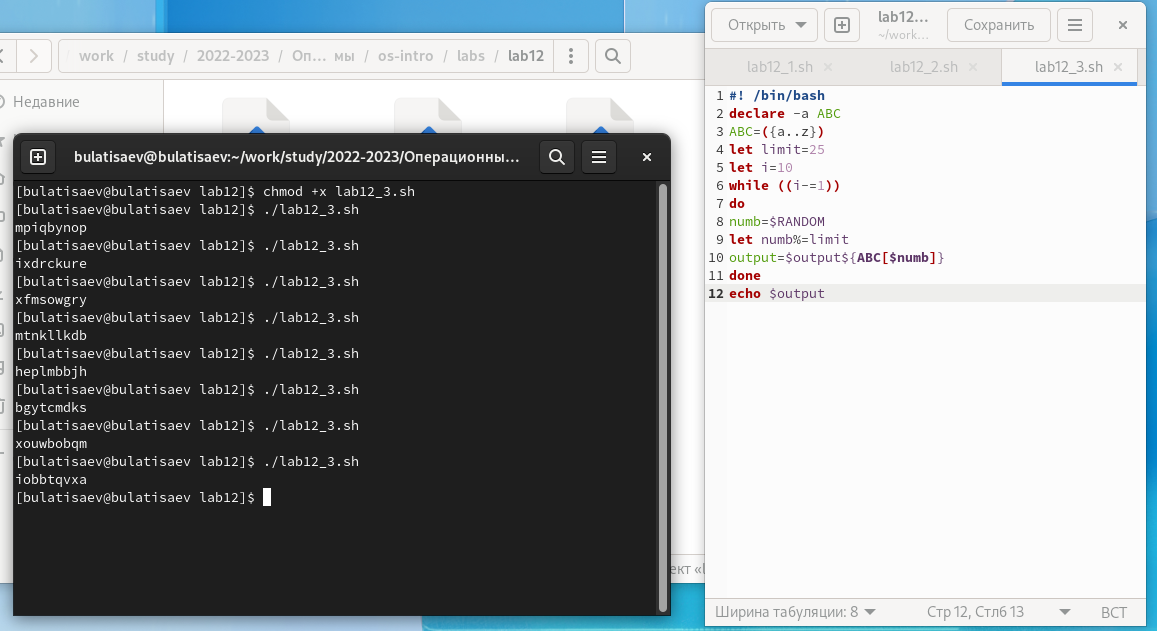 work / study / 2022-2023 / Оп... мы / os-intro / labs / lab12
Недавние
bulatisaev@bulatisaev:~/work/study/2022-2023/Операционны...
[bulatisaev@bulatisaev lab12]$ chmod +x lab12_3.sh
[bulatisaev@bulatisaev lab12]$ ./lab12_3.sh
mpiqbynop
[bulatisaev@bulatisaev lab12]$ ./lab12_3.sh
ixdrckure
[bulatisaev@bulatisaev lab12]$ ./lab12_3.sh
xfmsowgry
[bulatisaev@bulatisaev lab12]$ ./lab12_3.sh
mtnkllkdb
[bulatisaev@bulatisaev lab12]$ ./lab12_3.sh
heplmbbjh
[bulatisaev@bulatisaev lab12]$ ./lab12_3.sh
bgytcmdks
[bulatisaev@bulatisaev lab12]$ ./lab12_3.sh
xouwbobqm
[bulatisaev@bulatisaev lab12]$ ./lab12_3.sh
iobbtqvxa
[bulatisaev@bulatisaev lab12]$
Открыть
lab12...
~/work...
Сохранить
lab12_1.sh
lab12_2.sh
lab12_3.sh
1 #! /bin/bash
2 declare -a ABC
3 ABC=({a..z})
4 let limit=25
5 let i=10
6 while ((i-=1))
7 do
8 numb=$RANDOM
9 let numb%=limit
10 output=$output${ABC[$numb]}
11 done
12 echo $output
Ширина табуляции: 8
Стр 12, Стлб 13
ВСТ